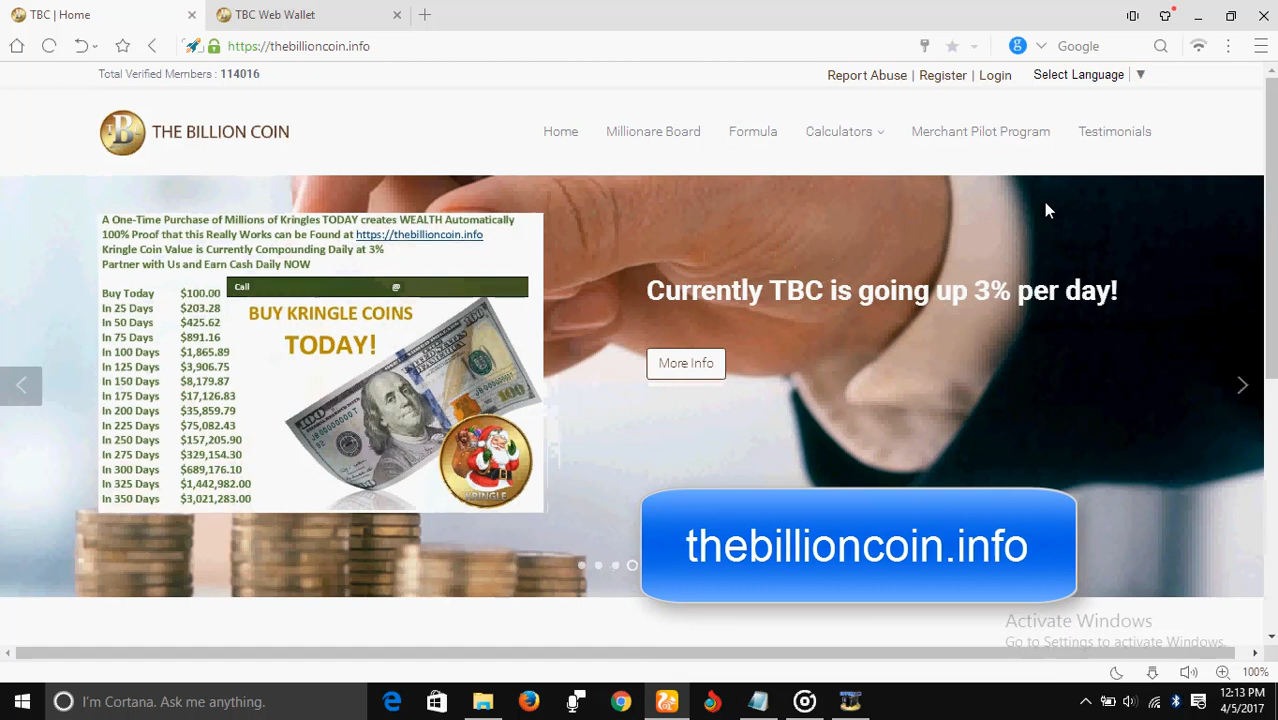 TBC | Home
TBC Web Wallet
https://thebillioncoin.info
Google
Total Verified Members : 114016
Report Abuse | Register | Login
Select Language
THE BILLION COIN
Home
Millionare Board
Formula
Calculators
Merchant Pilot Program
Testimonials
A One-Time Purchase of Millions of Kringles TODAY creates WEALTH Automatically
100% Proof that this Really Works can be Found at https://thebillioncoin.info
Kringle Coin Value is Currently Compounding Daily at 3%
Partner with Us and Earn Cash Daily NOW
Call @
Buy Today $100.00
In 25 Days $203.28
In 50 Days $425.62
In 75 Days $891.16
In 100 Days $1,865.89
In 125 Days $3,906.75
In 150 Days $8,179.87
In 175 Days $17,126.83
In 200 Days $35,859.79
In 225 Days $75,082.43
In 250 Days $157,205.90
In 275 Days $329,154.30
In 300 Days $689,176.10
In 325 Days $1,442,982.00
In 350 Days $3,021,283.00
BUY KRINGLE COINS
TODAY!
KRINGLE
Currently TBC is going up 3% per day!
More Info
thebillioncoin.info
Activate Windows
Go to Settings to activate Windows.
100%
I'm Cortana. Ask me anything.
12:13 PM
4/5/2017